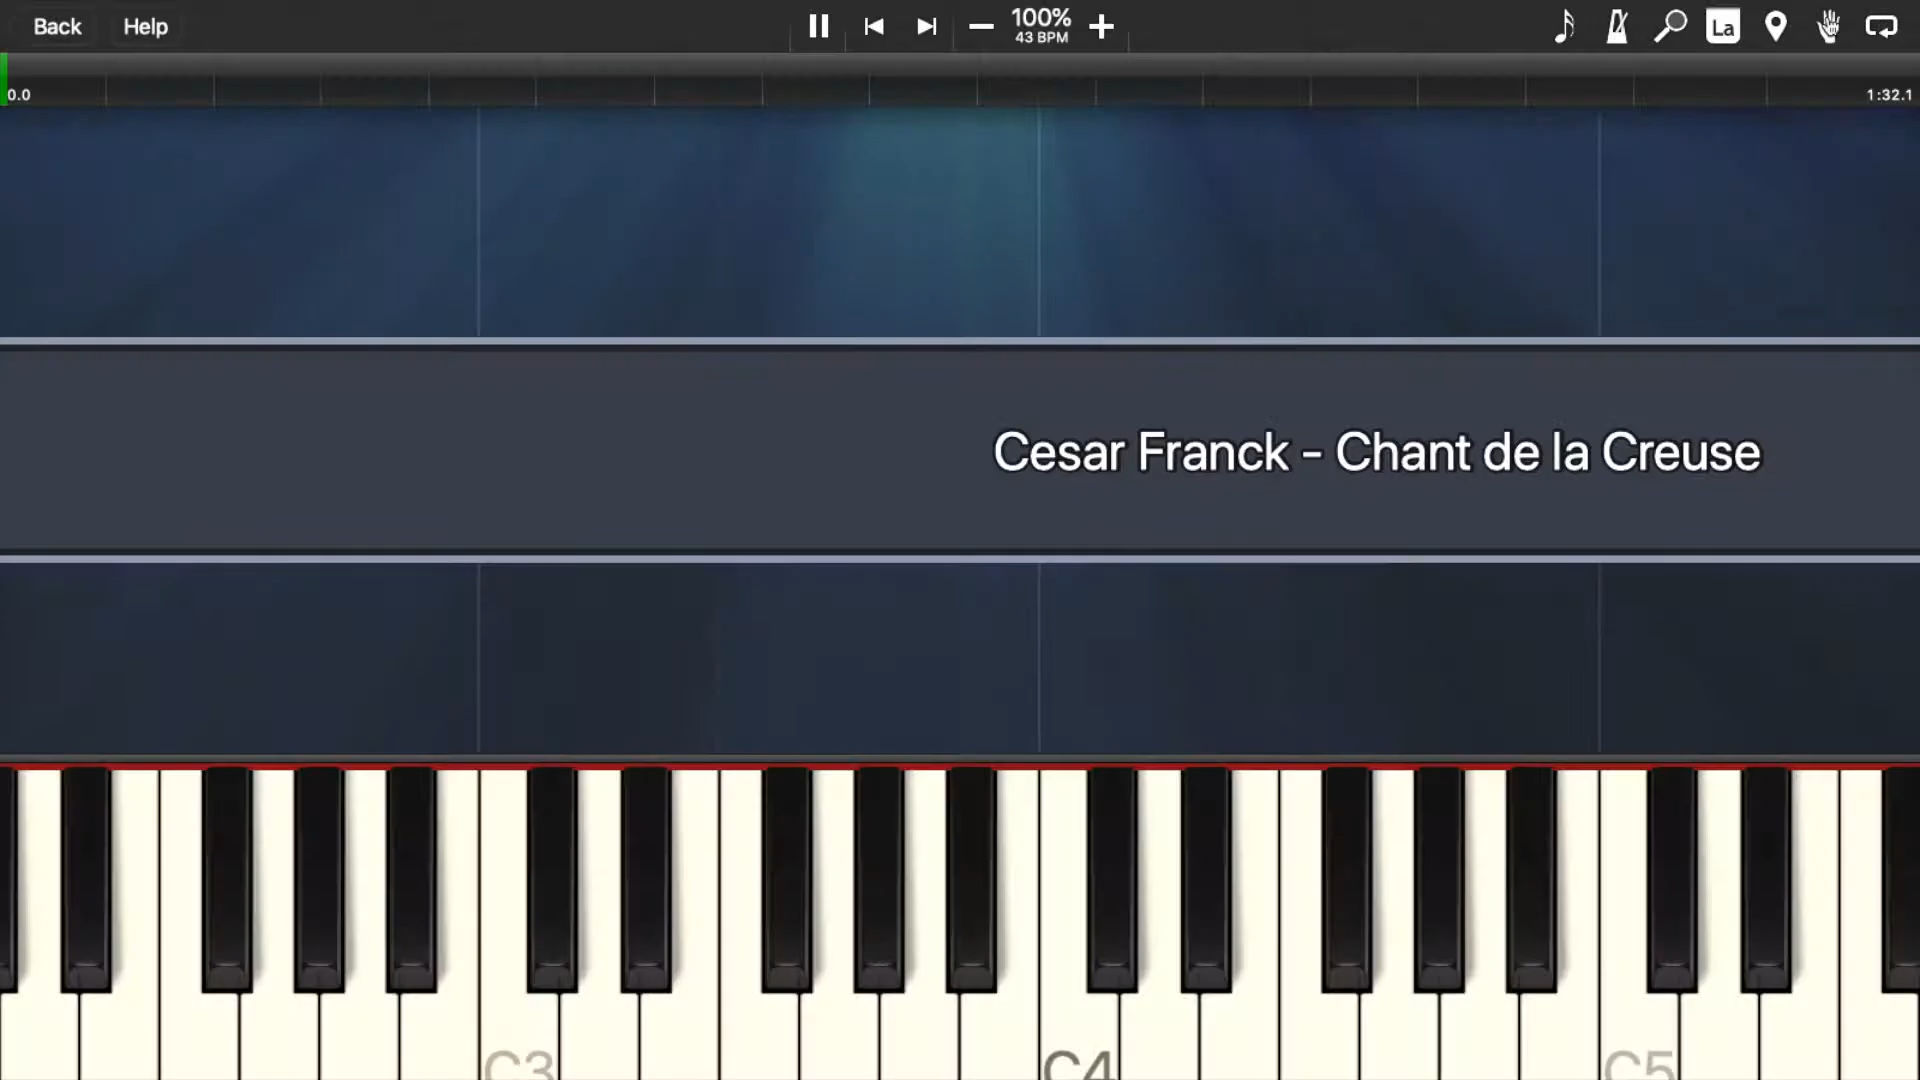 Back
Help
100%
43 BPM
La
0.0
1:32.1
Cesar Franck - Chant de la Creuse
C3
C4
C5